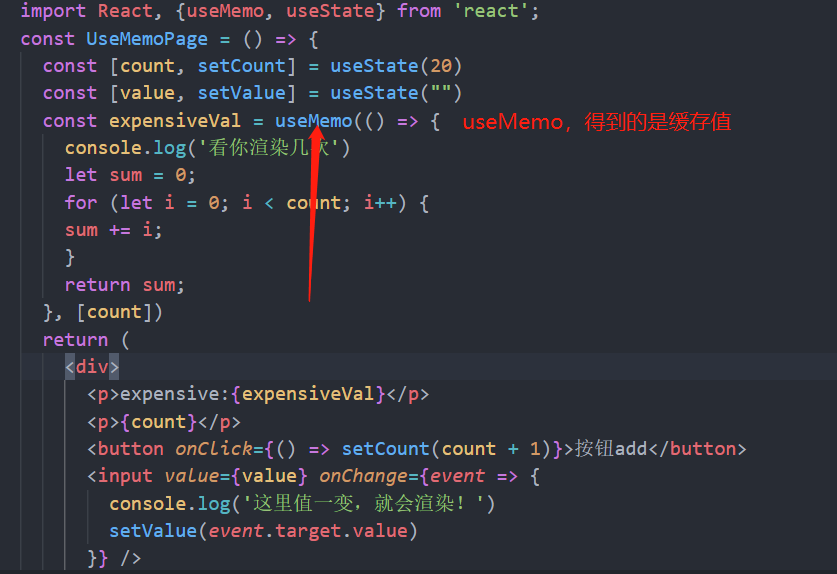 import React, {useMemo, useState} from 'react';
const UseMemoPage = () => {
const [count, setCount] = useState(20)
const [value, setValue] = useState("")
const expensiveVal = useMemo(() => { useMemo，得到的是缓存值
console.log('看你渲染几次')
let sum = 0;
for (let i = 0; i < count; i++) {
sum += i;
}
return sum;
}, [count])
return (
<div>
<p>expensive:{expensiveVal}</p>
<p>{count}</p>
<button onClick={() => setCount(count + 1)}>按钮add</button>
<input value={value} onChange={event => {
console.log('这里值一变，就会渲染！')
setValue(event.target.value)
}} />